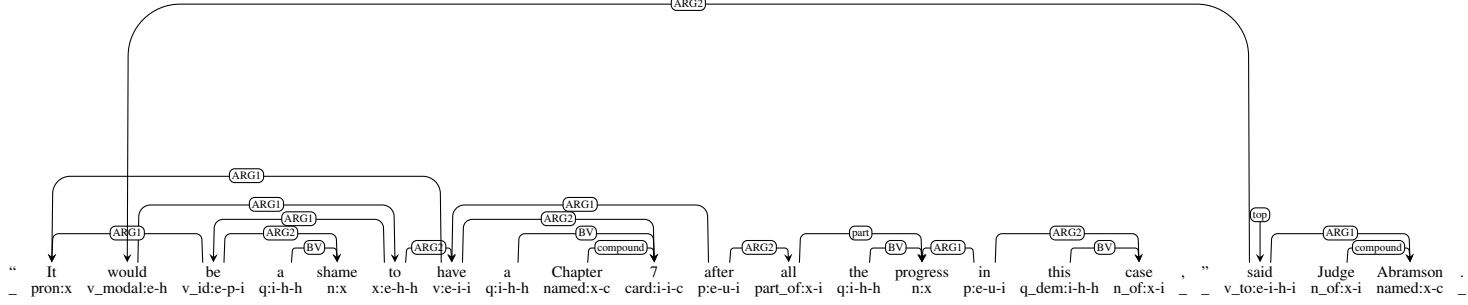 ARG2
ARG1
ARG1 ARG1
ARG1 ARG2 top
ARG1 ARG2 BV part ARG2 ARG1
BV ARG2 compound ARG2 BV ARG1 BV compound
“ It would be a shame to have a Chapter 7 after all the progress in this case , ” said Judge Abramson .
_ pron:x v_modal:e-h v_id:e-p-i q:i-h-h n:x x:e-h-h v:e-i-i q:i-h-h named:x-c card:i-i-c p:e-u-i part_of:x-i q:i-h-h n:x p:e-u-i q_dem:i-h-h n_of:x-i _ _ v_to:e-i-h-i n_of:x-i named:x-c _